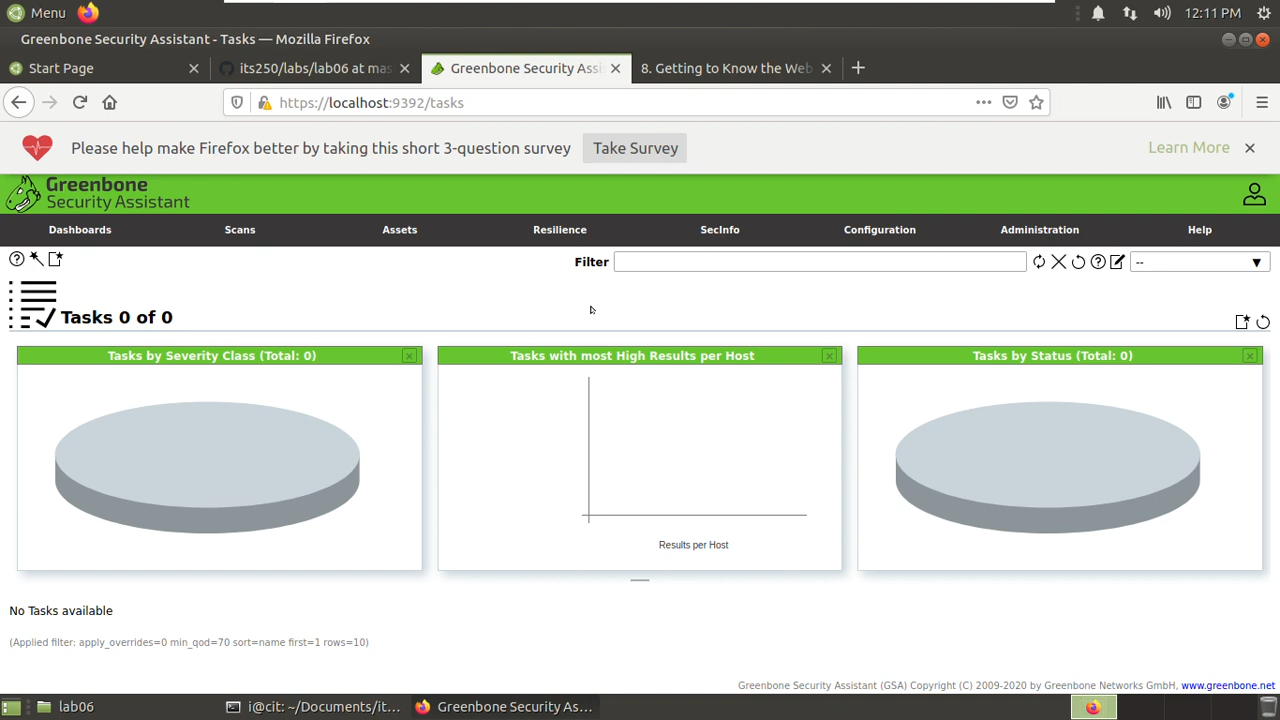 Menu
12:11 PM
Greenbone Security Assistant - Tasks — Mozilla Firefox
Start Page
its250/labs/lab06 at mas
Greenbone Security Assi
8. Getting to Know the Web
https://localhost:9392/tasks
Please help make Firefox better by taking this short 3-question survey
Take Survey
Learn More
Greenbone
Security Assistant
Dashboards
Scans
Assets
Resilience
SecInfo
Configuration
Administration
Help
Filter
--
Tasks 0 of 0
Tasks by Severity Class (Total: 0)
Tasks with most High Results per Host
Tasks by Status (Total: 0)
Results per Host
No Tasks available
(Applied filter: apply_overrides=0 min_qod=70 sort=name first=1 rows=10)
Greenbone Security Assistant (GSA) Copyright (C) 2009-2020 by Greenbone Networks GmbH, www.greenbone.net
lab06
i@cit: ~/Documents/it...
Greenbone Security As...